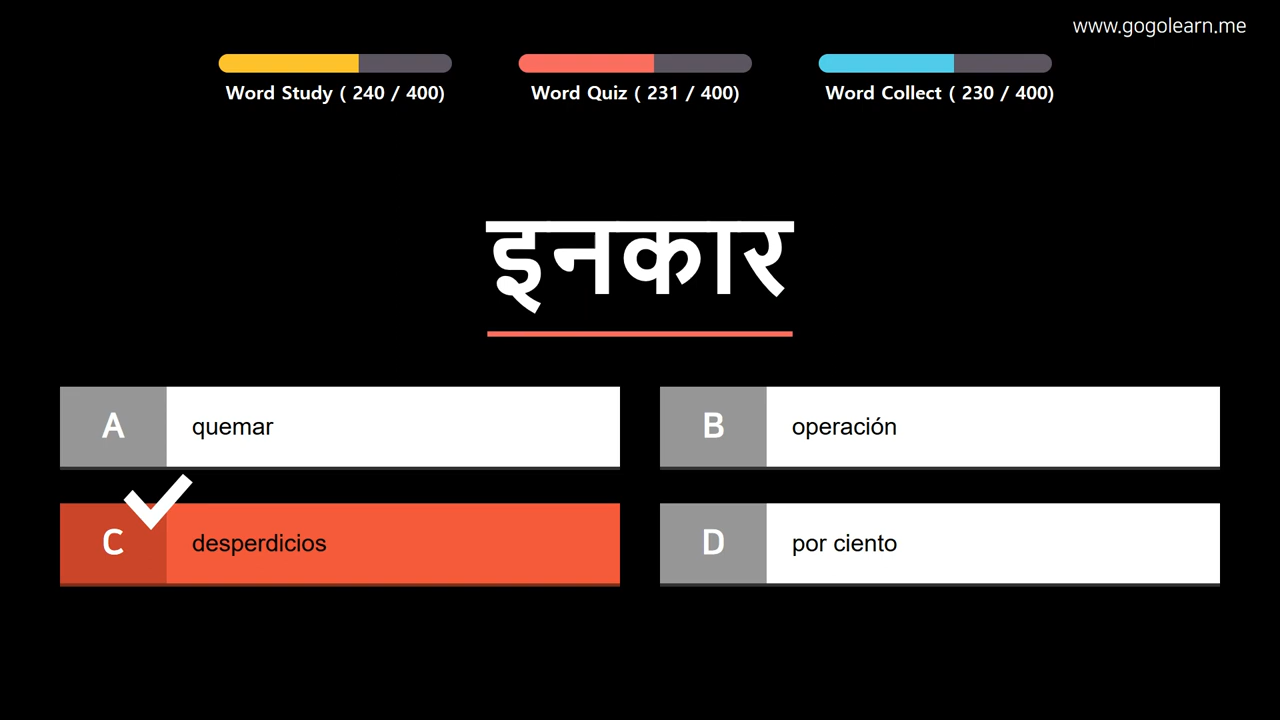 www.gogolearn.me
Word Study ( 240 / 400)
Word Quiz ( 231 / 400)
Word Collect ( 230 / 400)
इनकार
A quemar
B operación
C desperdicios
D por ciento